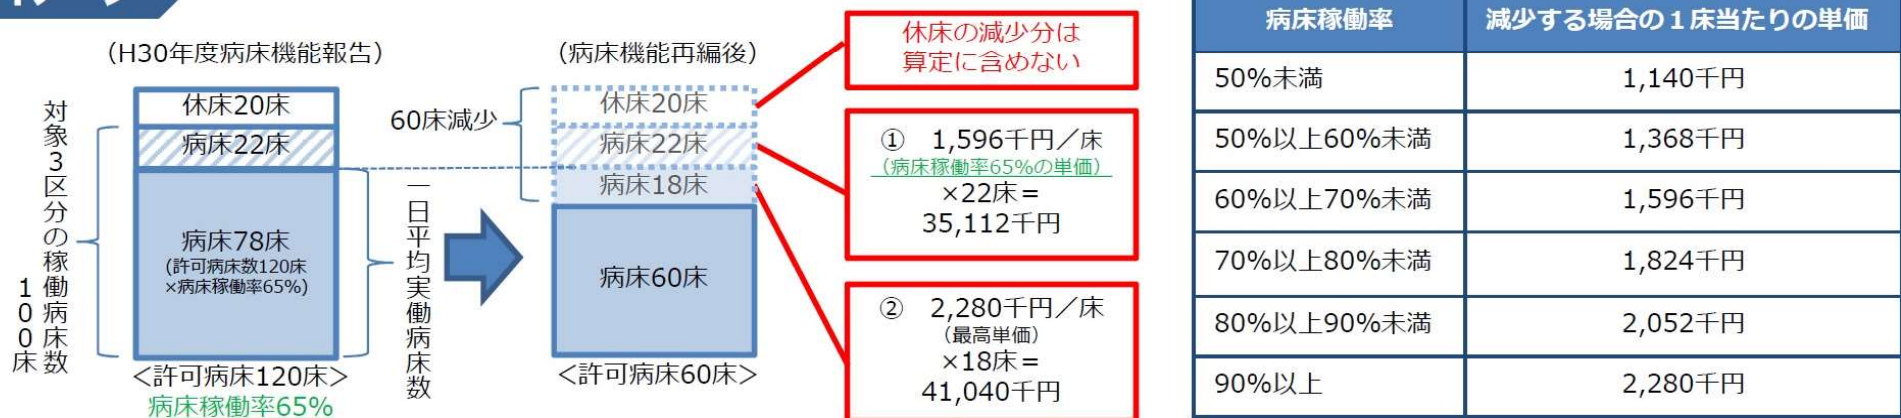 (H30年度病床機能報告)
対象3区分の稼働病床数
100床
休床20床
病床22床
病床78床
(許可病床数120床
×病床稼働率65%)
一日平均実働病床数
<許可病床120床>
病床稼働率65%
(病床機能再編後)
60床減少
休床20床
病床22床
病床18床
病床60床
<許可病床60床>
休床の減少分は
算定に含めない
① 1,596千円/床
(病床稼働率65%の単価)
×22床=
35,112千円
② 2,280千円/床
(最高単価)
×18床=
41,040千円
病床稼働率 減少する場合の1床当たりの単価
50%未満 1,140千円
50%以上60%未満 1,368千円
60%以上70%未満 1,596千円
70%以上80%未満 1,824千円
80%以上90%未満 2,052千円
90%以上 2,280千円